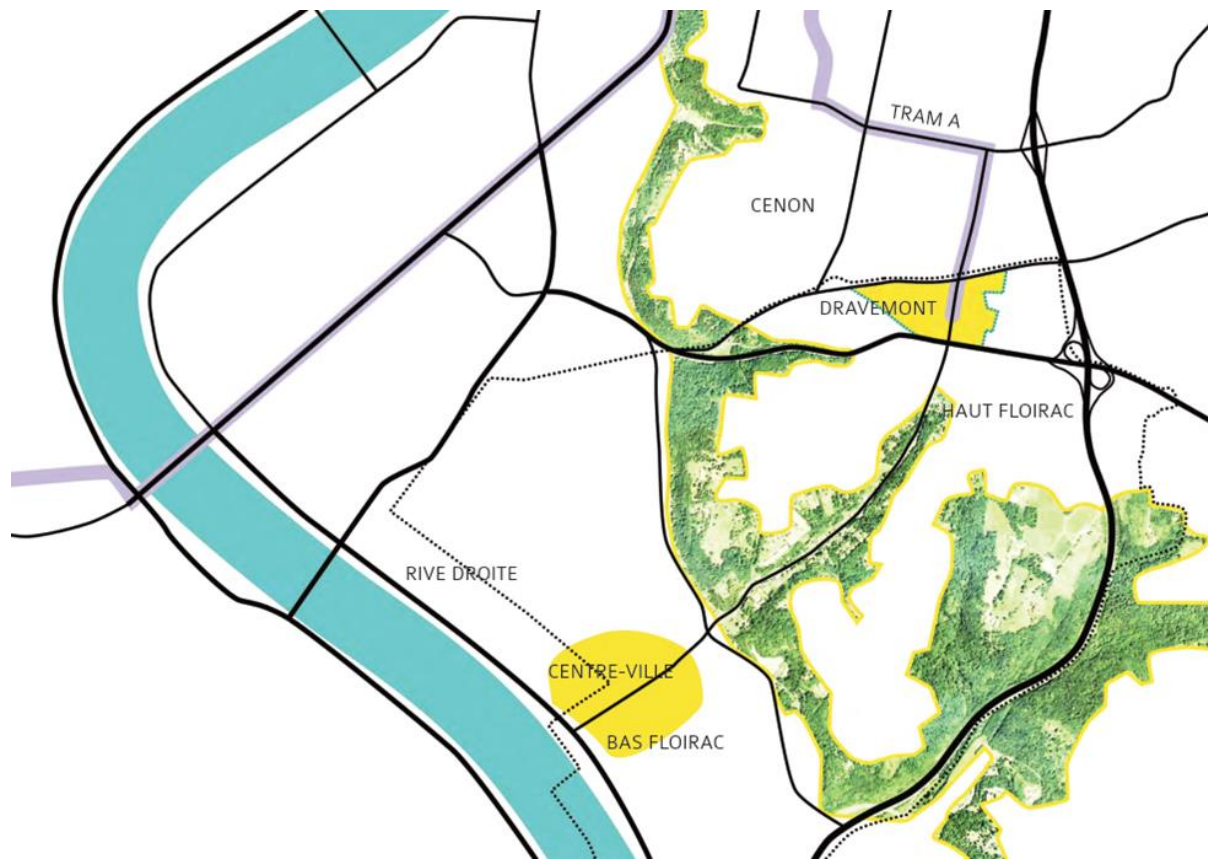 TRAM A
CENON
DRAVEMONT
HAUT FLOIRAC
RIVE DROITE
CENTRE-VILLE
BAS FLOIRAC